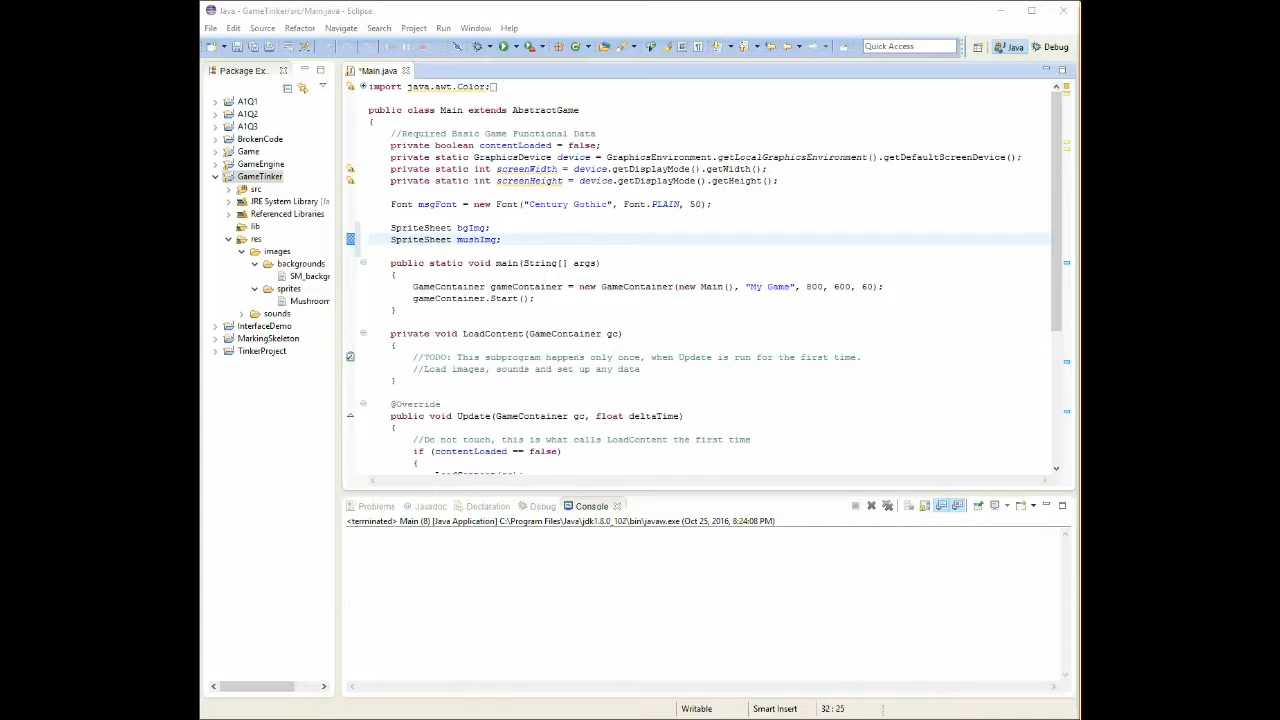 Java - GameTinker/src/Main.java - Eclipse
File Edit Source Refactor Navigate Search Project Run Window Help
Quick Access
Java
Debug
Package Ex...
A1Q1
A1Q2
A1Q3
BrokenCode
Game
GameEngine
GameTinker
src
JRE System Library [Ja
Referenced Libraries
lib
res
images
backgrounds
SM_backgr
sprites
Mushroom
sounds
InterfaceDemo
MarkingSkeleton
TinkerProject
*Main.java
import java.awt.Color;
public class Main extends AbstractGame
{
//Required Basic Game Functional Data
private boolean contentLoaded = false;
private static GraphicsDevice device = GraphicsEnvironment.getLocalGraphicsEnvironment().getDefaultScreenDevice();
private static int screenWidth = device.getDisplayMode().getWidth();
private static int screenHeight = device.getDisplayMode().getHeight();
Font msgFont = new Font("Century Gothic", Font.PLAIN, 50);
SpriteSheet bgImg;
SpriteSheet mushImg;
public static void main(String[] args)
{
GameContainer gameContainer = new GameContainer(new Main(), "My Game", 800, 600, 60);
gameContainer.Start();
}
private void LoadContent(GameContainer gc)
{
//TODO: This subprogram happens only once, when Update is run for the first time.
//Load images, sounds and set up any data
}
@Override
public void Update(GameContainer gc, float deltaTime)
{
//Do not touch, this is what calls LoadContent the first time
if (contentLoaded == false)
{
Problems Javadoc Declaration Debug Console
<terminated> Main (8) [Java Application] C:\Program Files\Java\jdk1.8.0_102\bin\javaw.exe (Oct 25, 2016, 8:24:08 PM)
Writable Smart Insert 32 : 25